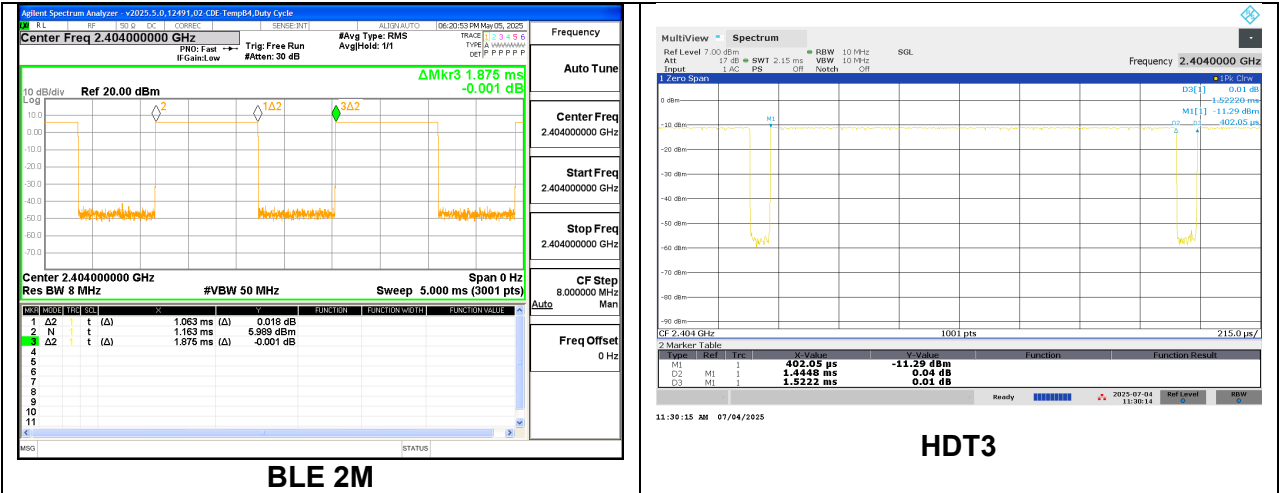 Agilent Spectrum Analyzer - v2025.5.0,12491,02-CDE-TempB4,Duty Cycle
RL RF 50 Ω DC CORREC SENSE:INT ALIGN AUTO 06:20:53 PM May 05, 2025
Center Freq 2.404000000 GHz
PNO: Fast Trig: Free Run
IFGain:Low #Atten: 30 dB
#Avg Type: RMS
Avg|Hold: 1/1
TRACE 1 2 3 4 5 6
TYPE A
DET P P P P P P
Frequency
Auto Tune
Center Freq
2.404000000 GHz
Start Freq
2.404000000 GHz
Stop Freq
2.404000000 GHz
CF Step
8.000000 MHz
Auto Man
Freq Offset
0 Hz
ΔMkr3 1.875 ms
-0.001 dB
10 dB/div Ref 20.00 dBm
Log
2 1Δ2 3Δ2
10.0
0.00
-10.0
-20.0
-30.0
-40.0
-50.0
-60.0
-70.0
Center 2.404000000 GHz Span 0 Hz
Res BW 8 MHz #VBW 50 MHz Sweep 5.000 ms (3001 pts)
MKR MODE TRC SCL X Y FUNCTION FUNCTION WIDTH FUNCTION VALUE
1 Δ2 1 t (Δ) 1.063 ms (Δ) 0.018 dB
2 N 1 t 1.163 ms 5.989 dBm
3 Δ2 1 t (Δ) 1.875 ms (Δ) -0.001 dB
4
5
6
7
8
9
10
11
MSG STATUS
BLE 2M
MultiView Spectrum
Ref Level 7.00 dBm RBW 10 MHz SGL
Att 17 dB SWT 2.15 ms VBW 10 MHz
Input 1 AC PS Off Notch Off
Frequency 2.4040000 GHz
1 Zero Span 1Pk Clrw
D3[1] 0.01 dB
1.52220 ms
M1[1] -11.29 dBm
402.05 µs
M1
D2 D3
0 dBm
-10 dBm
-20 dBm
-30 dBm
-40 dBm
-50 dBm
-60 dBm
-70 dBm
-80 dBm
-90 dBm
CF 2.404 GHz 1001 pts 215.0 µs/
2 Marker Table
Type Ref Trc X-Value Y-Value Function Function Result
M1 1 402.05 µs -11.29 dBm
D2 M1 1 1.4448 ms 0.04 dB
D3 M1 1 1.5222 ms 0.01 dB
Ready 2025-07-04 11:30:14 Ref Level RBW
11:30:15 AM 07/04/2025
HDT3